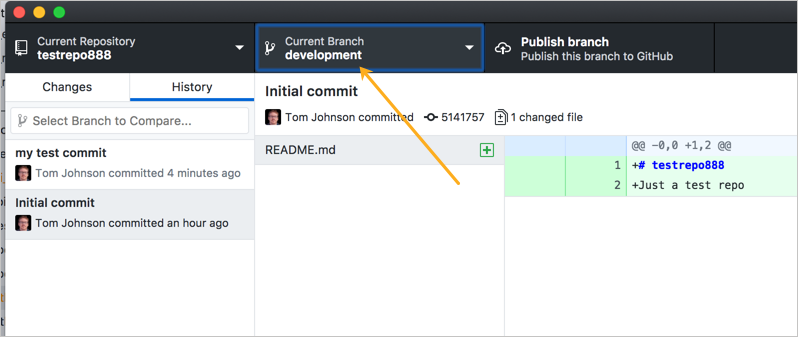 Current Repository
testrepo888
Current Branch
development
Publish branch
Publish this branch to GitHub
Changes
History
Select Branch to Compare...
my test commit
Tom Johnson committed 4 minutes ago
Initial commit
Tom Johnson committed an hour ago
Initial commit
Tom Johnson committed 5141757 1 changed file
README.md
@@ -0,0 +1,2 @@
1 +# testrepo888
2 +Just a test repo